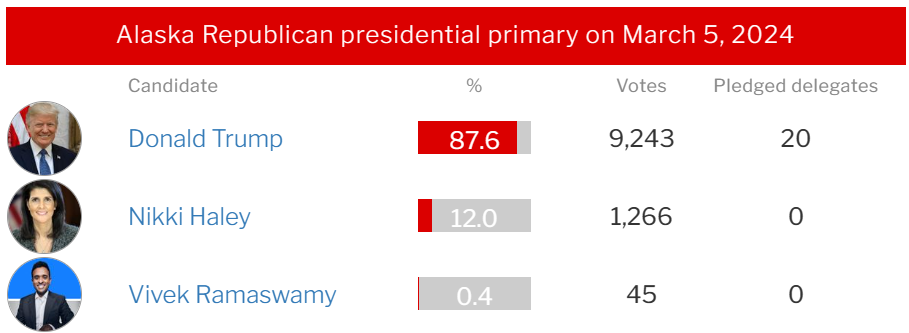 Alaska Republican presidential primary on March 5, 2024
Candidate % Votes Pledged delegates
Donald Trump 87.6 9,243 20
Nikki Haley 12.0 1,266 0
Vivek Ramaswamy 0.4 45 0